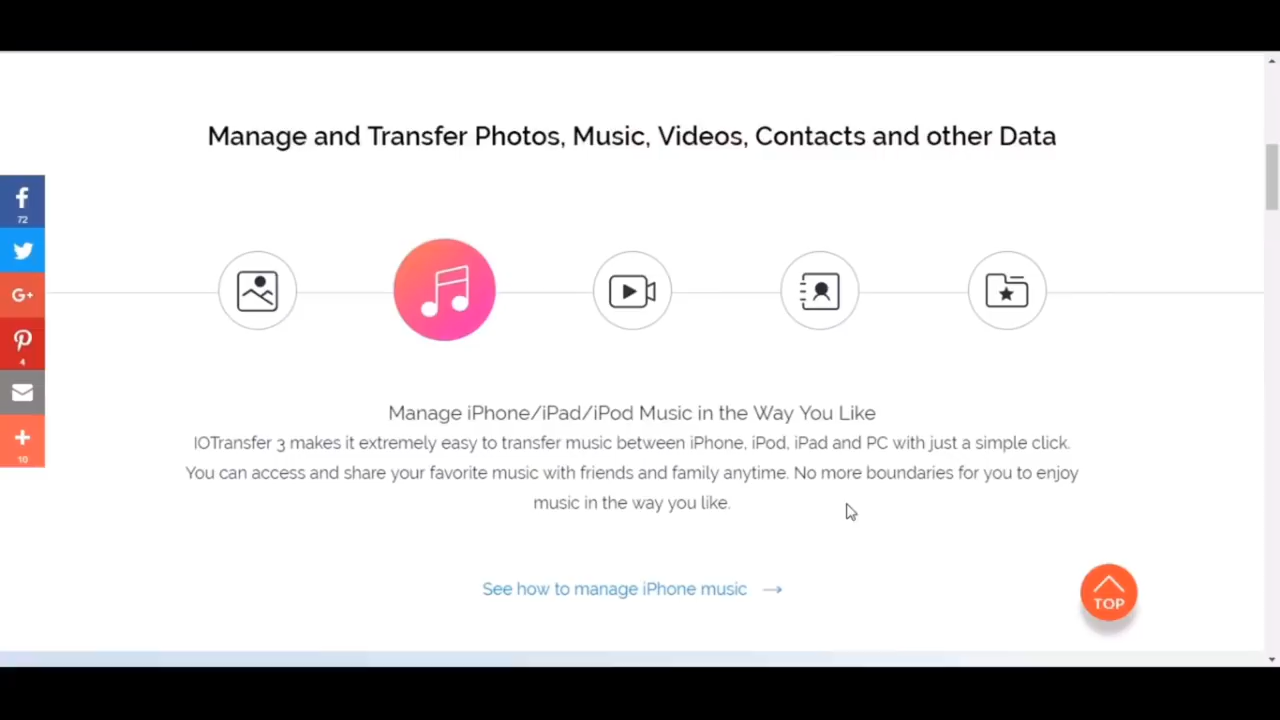 Manage and Transfer Photos, Music, Videos, Contacts and other Data
72
G+
4
10
Manage iPhone/iPad/iPod Music in the Way You Like
IOTransfer 3 makes it extremely easy to transfer music between iPhone, iPod, iPad and PC with just a simple click.
You can access and share your favorite music with friends and family anytime. No more boundaries for you to enjoy
music in the way you like.
See how to manage iPhone music →
TOP